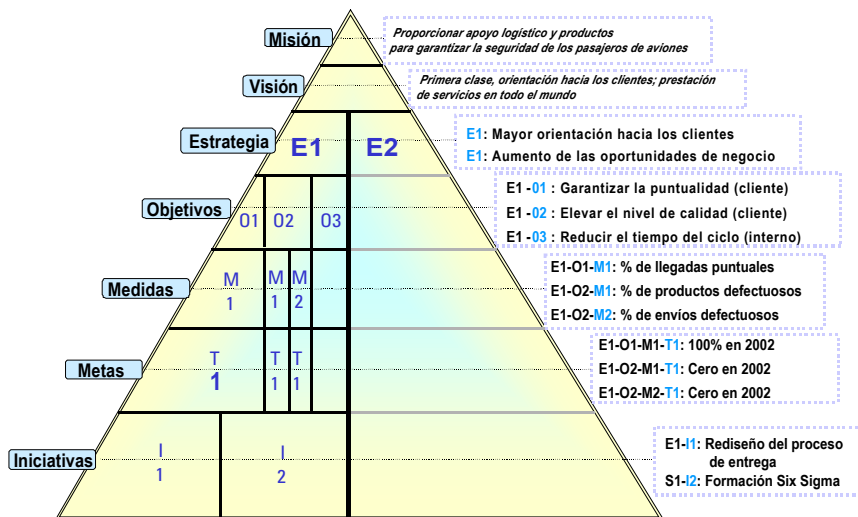 Misión
Proporcionar apoyo logístico y productos
para garantizar la seguridad de los pasajeros de aviones
Visión
Primera clase, orientación hacia los clientes; prestación
de servicios en todo el mundo
Estrategia
E1 E2
E1: Mayor orientación hacia los clientes
E1: Aumento de las oportunidades de negocio
Objetivos
O1 O2 O3
E1 -01 : Garantizar la puntualidad (cliente)
E1 -02 : Elevar el nivel de calidad (cliente)
E1 -03 : Reducir el tiempo del ciclo (interno)
Medidas
M M M
1 1 2
E1-O1-M1: % de llegadas puntuales
E1-O2-M1: % de productos defectuosos
E1-O2-M2: % de envíos defectuosos
Metas
T T T
1 1 1
E1-O1-M1-T1: 100% en 2002
E1-O2-M1-T1: Cero en 2002
E1-O2-M2-T1: Cero en 2002
Iniciativas
I I
1 2
E1-I1: Rediseño del proceso
de entrega
S1-I2: Formación Six Sigma